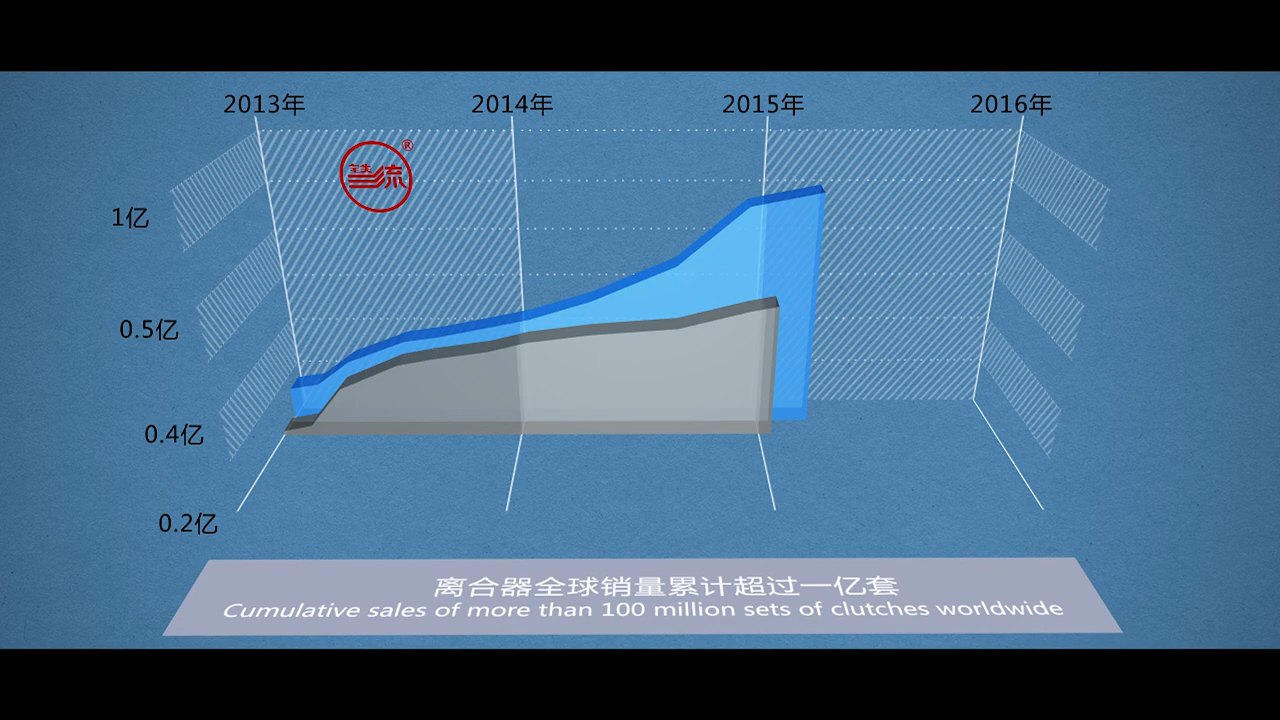 2013年 2014年 2015年 2016年
®
铁流
1亿
0.5亿
0.4亿
0.2亿
离合器全球销量累计超过一亿套
Cumulative sales of more than 100 million sets of clutches worldwide